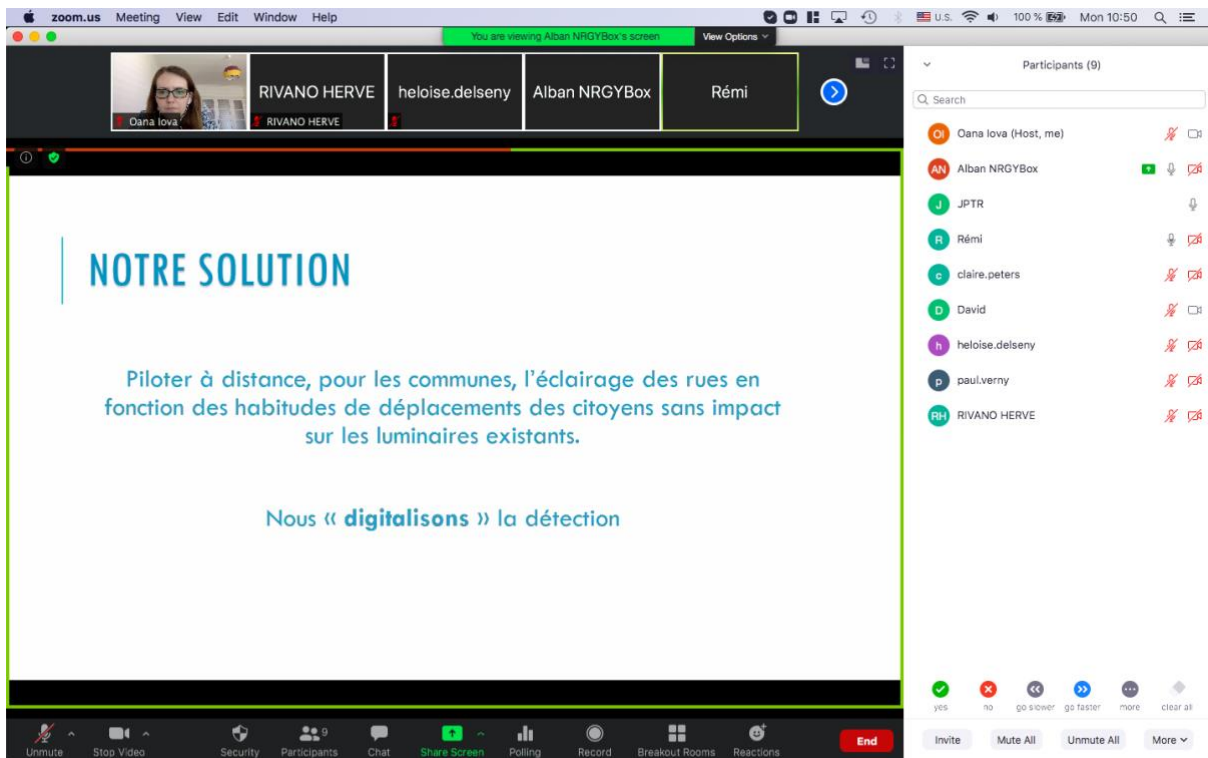 zoom.us Meeting View Edit Window Help U.S. 100 % Mon 10:50
You are viewing Alban NRGYBox's screen View Options
Oana Iova
RIVANO HERVE
RIVANO HERVE
heloise.delseny
Alban NRGYBox
Rémi
NOTRE SOLUTION
Piloter à distance, pour les communes, l'éclairage des rues en
fonction des habitudes de déplacements des citoyens sans impact
sur les luminaires existants.
Nous « digitalisons » la détection
Participants (9)
Search
OI Oana Iova (Host, me)
AN Alban NRGYBox
J JPTR
R Rémi
c claire.peters
D David
h heloise.delseny
p paul.verny
RH RIVANO HERVE
yes no go slower go faster more clear all
Invite Mute All Unmute All More
Unmute Stop Video Security Participants 9 Chat Share Screen Polling Record Breakout Rooms Reactions End